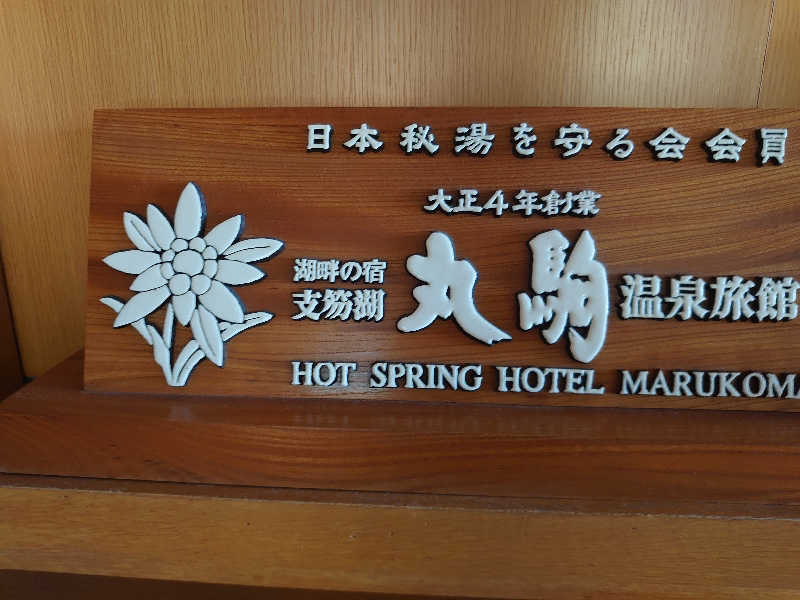 日本秘湯を守る会会員
大正4年創業
湖畔の宿
支笏湖
丸駒温泉旅館
HOT SPRING HOTEL MARUKOMA